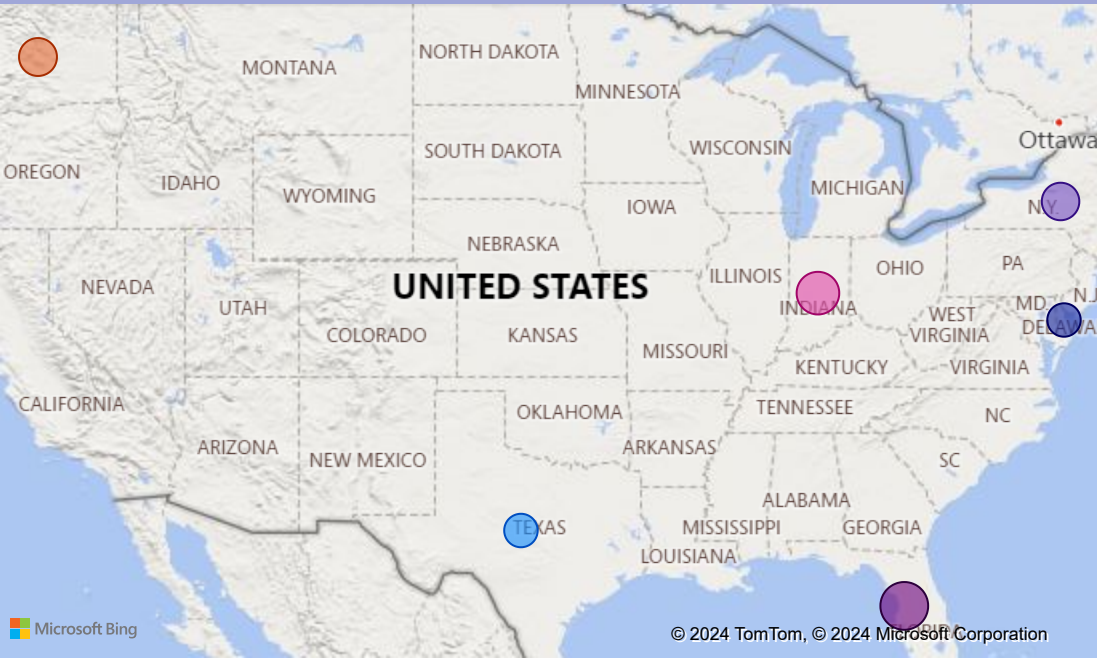 NORTH DAKOTA
MONTANA
MINNESOTA
Ottawa
WISCONSIN
SOUTH DAKOTA
OREGON
IDAHO
MICHIGAN
WYOMING
IOWA
N.Y.
NEBRASKA
PA
OHIO
ILLINOIS
UNITED STATES
NEVADA
N.J
MD
UTAH
INDIANA
WEST
VIRGINIA
DELAWA
COLORADO
KANSAS
MISSOURI
KENTUCKY
VIRGINIA
CALIFORNIA
TENNESSEE
OKLAHOMA
NC
ARIZONA
ARKANSAS
NEW MEXICO
SC
ALABAMA
TEXAS
MISSISSIPPI
GEORGIA
LOUISIANA
FLORIDA
Microsoft Bing
© 2024 TomTom, © 2024 Microsoft Corporation